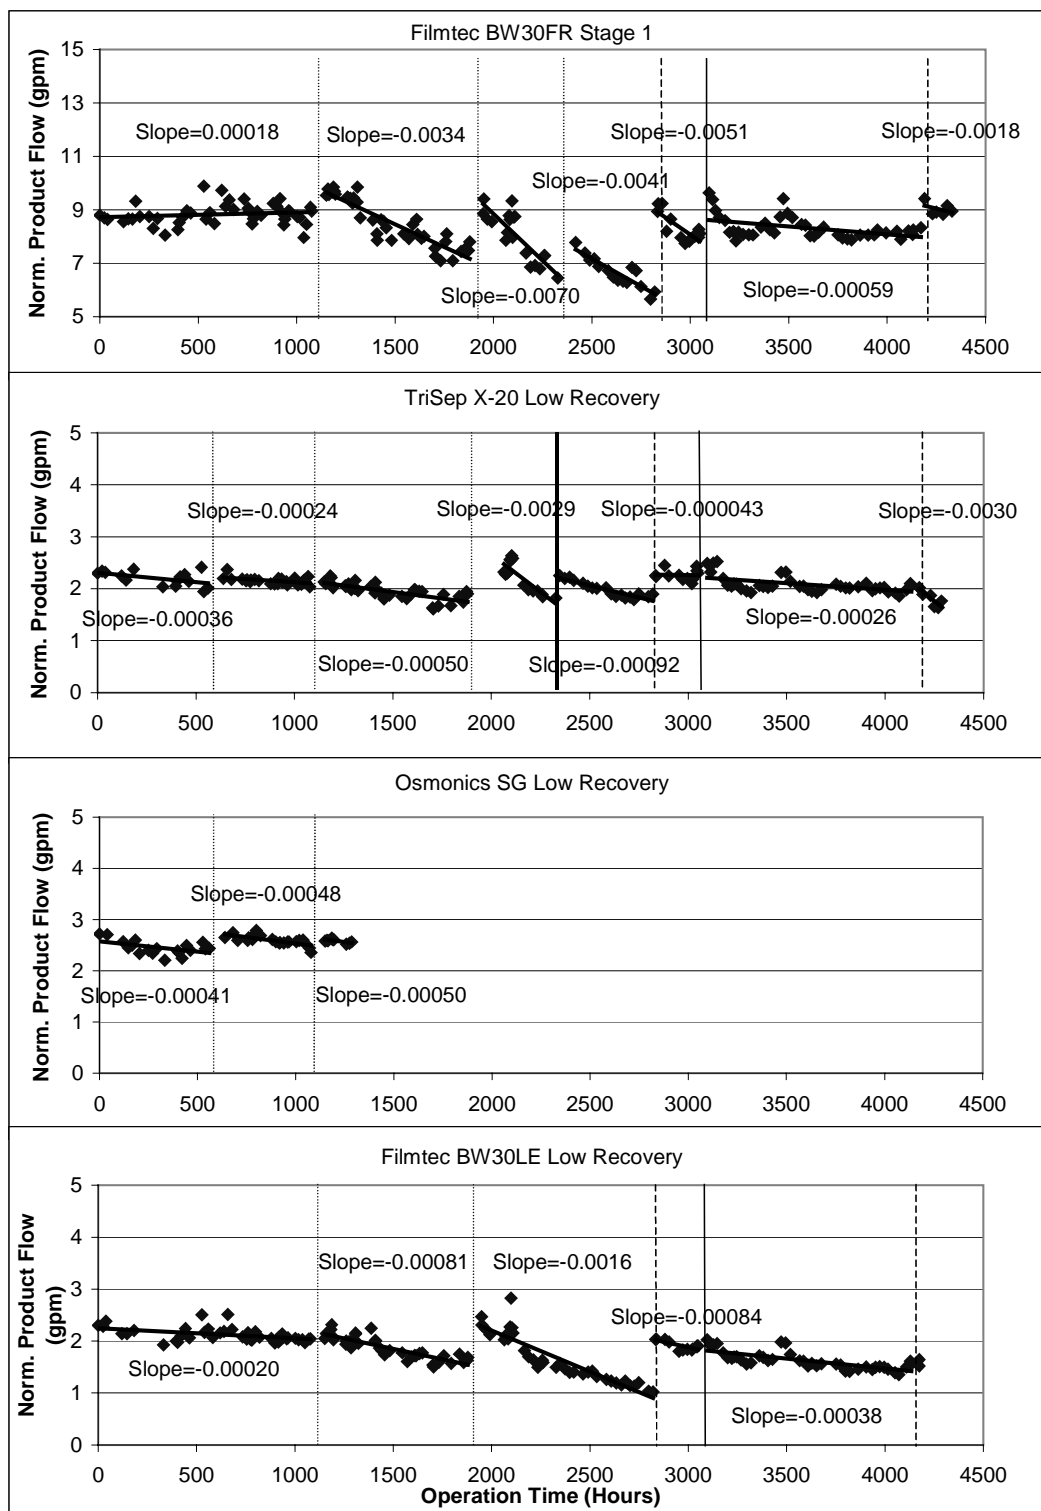 Filmtec BW30FR Stage 1
Norm. Product Flow (gpm)
15
13
11
9
7
5
Slope=0.00018
Slope=-0.0034
Slope=-0.0051
Slope=-0.0018
Slope=-0.0041
Slope=-0.0070
Slope=-0.00059
0 500 1000 1500 2000 2500 3000 3500 4000 4500
TriSep X-20 Low Recovery
Norm. Product Flow (gpm)
5
4
3
2
1
0
Slope=-0.00024
Slope=-0.0029
Slope=-0.000043
Slope=-0.0030
Slope=-0.00036
Slope=-0.00026
Slope=-0.00050
Slope=-0.00092
0 500 1000 1500 2000 2500 3000 3500 4000 4500
Osmonics SG Low Recovery
Norm. Product Flow (gpm)
5
4
3
2
1
0
Slope=-0.00048
Slope=-0.00041
Slope=-0.00050
0 500 1000 1500 2000 2500 3000 3500 4000 4500
Filmtec BW30LE Low Recovery
Norm. Product Flow
(gpm)
5
4
3
2
1
0
Slope=-0.00081
Slope=-0.0016
Slope=-0.00084
Slope=-0.00020
Slope=-0.00038
0 500 1000 1500 2000 2500 3000 3500 4000 4500
Operation Time (Hours)